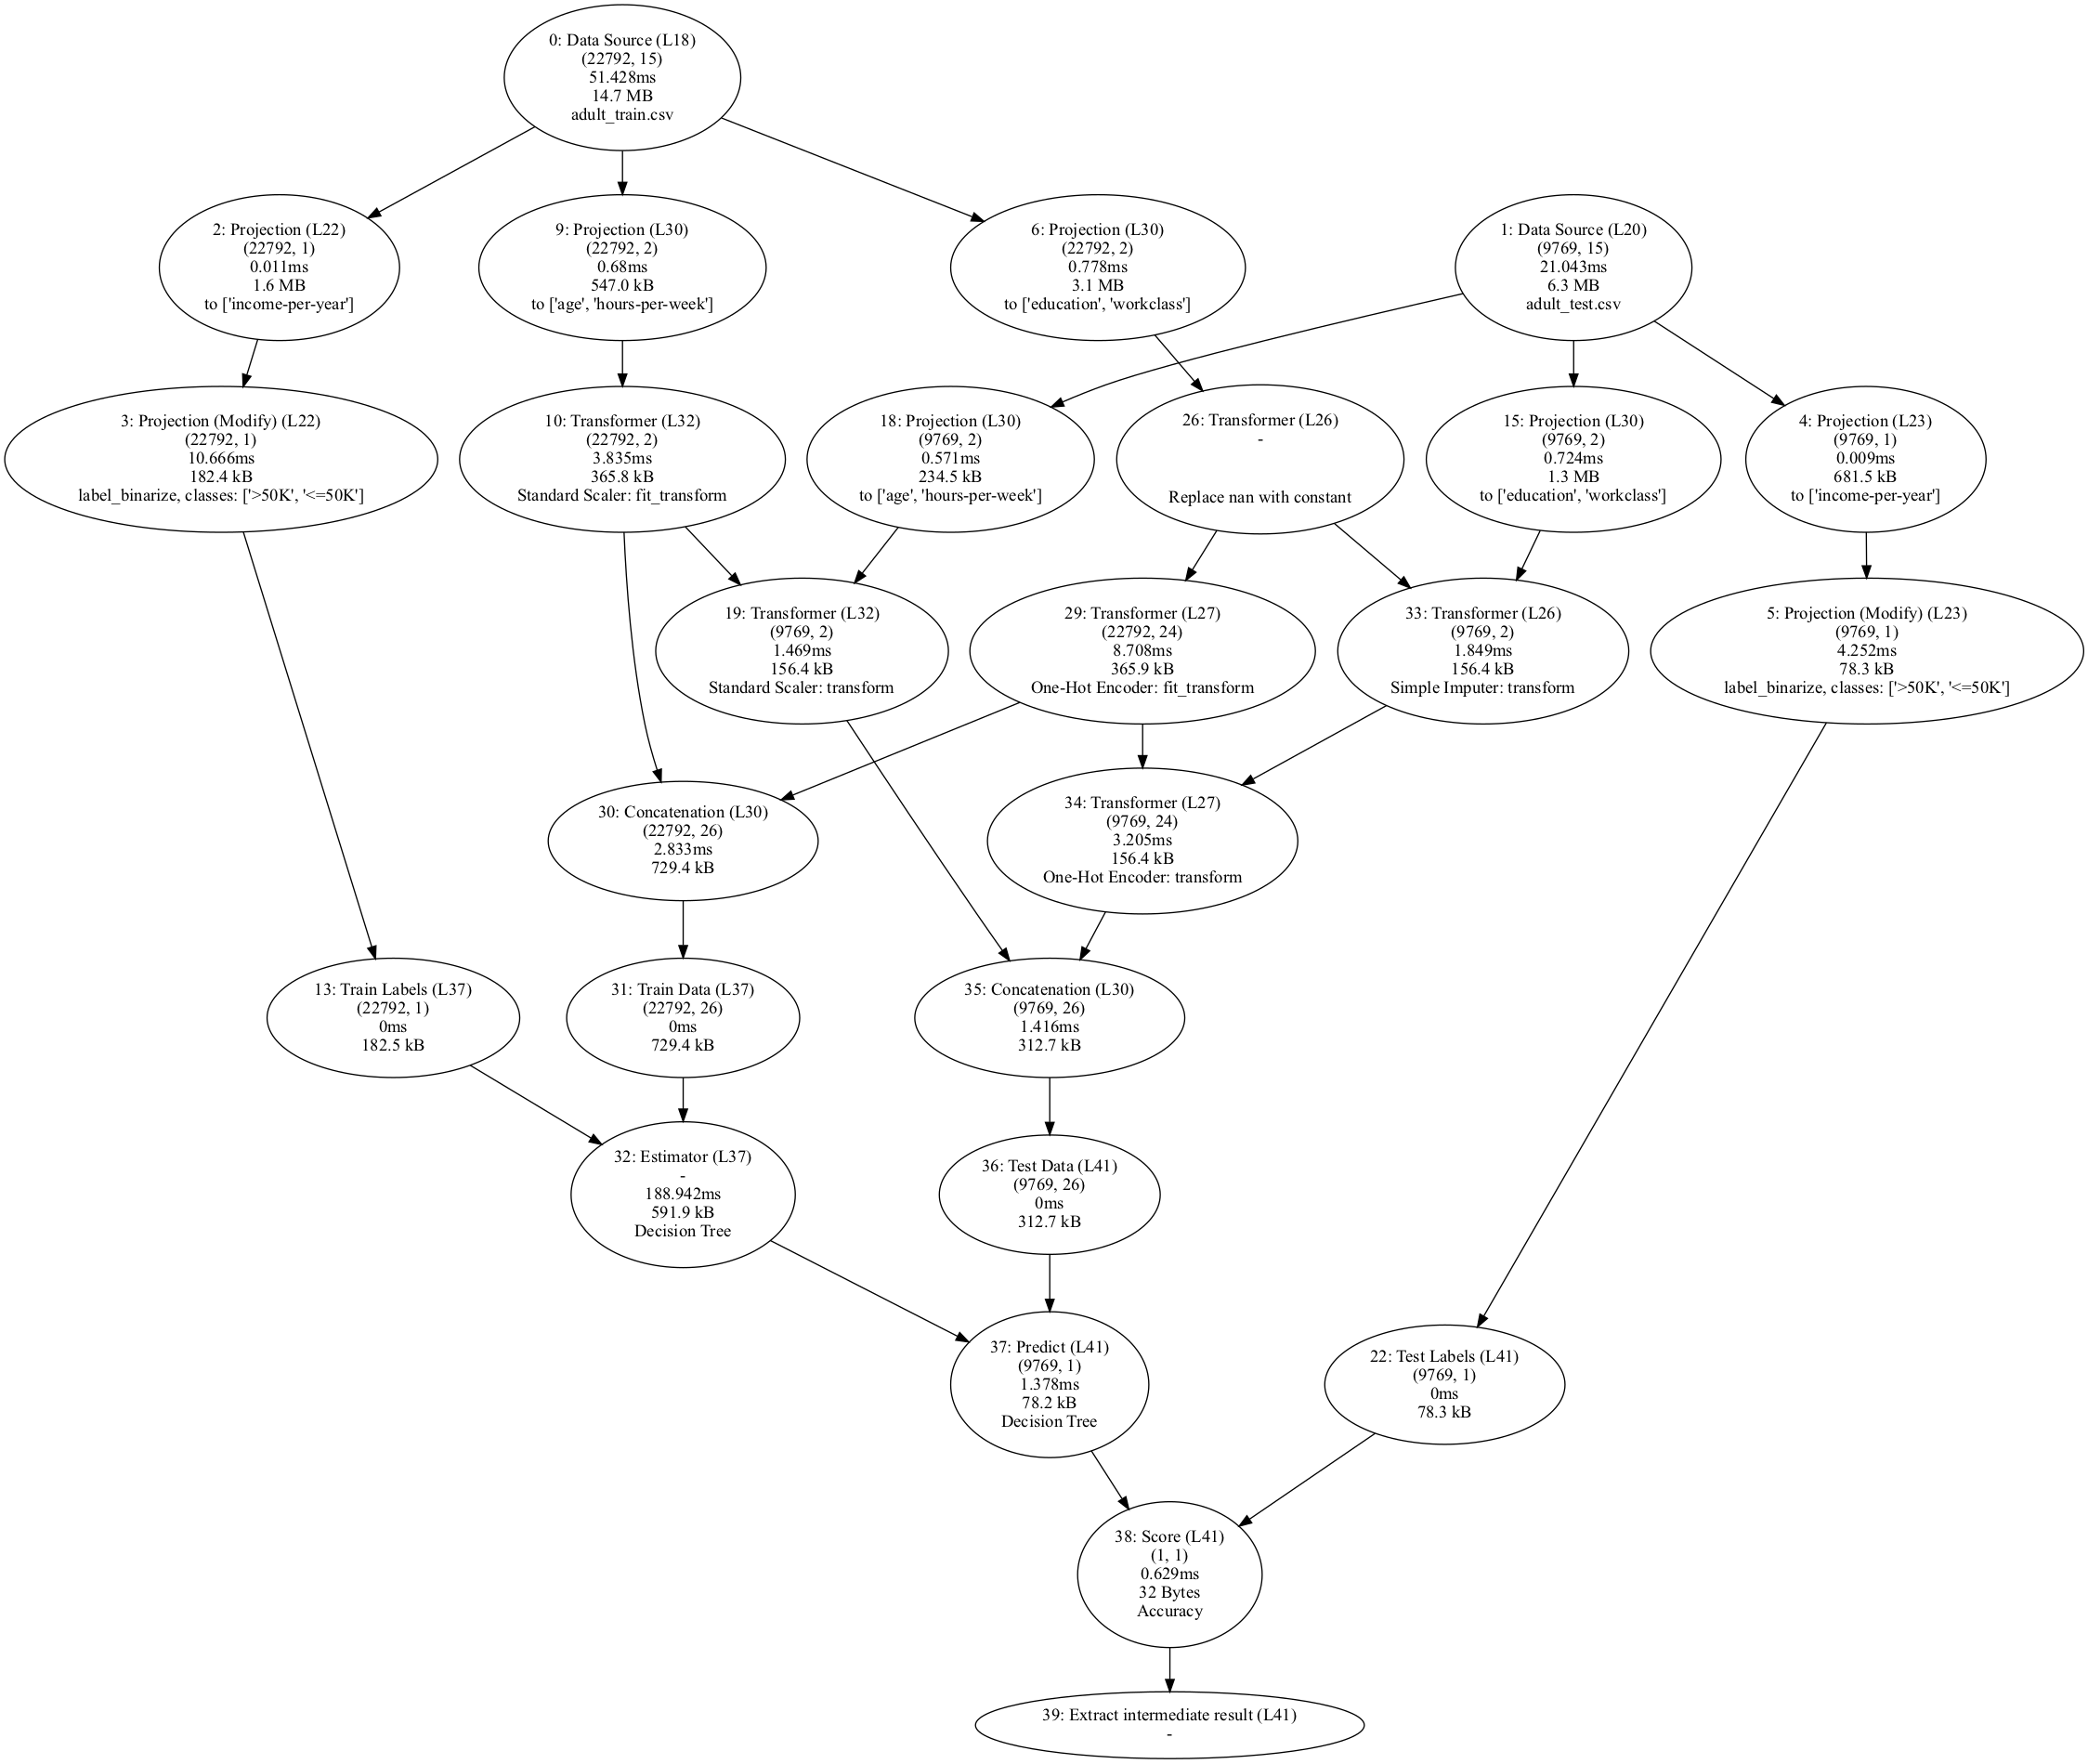 0: Data Source (L18)
(22792, 15)
51.428ms
14.7 MB
adult_train.csv
2: Projection (L22)
(22792, 1)
0.011ms
1.6 MB
to ['income-per-year']
9: Projection (L30)
(22792, 2)
0.68ms
547.0 kB
to ['age', 'hours-per-week']
6: Projection (L30)
(22792, 2)
0.778ms
3.1 MB
to ['education', 'workclass']
1: Data Source (L20)
(9769, 15)
21.043ms
6.3 MB
adult_test.csv
3: Projection (Modify) (L22)
(22792, 1)
10.666ms
182.4 kB
label_binarize, classes: ['>50K', '<=50K']
10: Transformer (L32)
(22792, 2)
3.835ms
365.8 kB
Standard Scaler: fit_transform
18: Projection (L30)
(9769, 2)
0.571ms
234.5 kB
to ['age', 'hours-per-week']
26: Transformer (L26)
-
Replace nan with constant
15: Projection (L30)
(9769, 2)
0.724ms
1.3 MB
to ['education', 'workclass']
4: Projection (L23)
(9769, 1)
0.009ms
681.5 kB
to ['income-per-year']
19: Transformer (L32)
(9769, 2)
1.469ms
156.4 kB
Standard Scaler: transform
29: Transformer (L27)
(22792, 24)
8.708ms
365.9 kB
One-Hot Encoder: fit_transform
33: Transformer (L26)
(9769, 2)
1.849ms
156.4 kB
Simple Imputer: transform
5: Projection (Modify) (L23)
(9769, 1)
4.252ms
78.3 kB
label_binarize, classes: ['>50K', '<=50K']
30: Concatenation (L30)
(22792, 26)
2.833ms
729.4 kB
34: Transformer (L27)
(9769, 24)
3.205ms
156.4 kB
One-Hot Encoder: transform
13: Train Labels (L37)
(22792, 1)
0ms
182.5 kB
31: Train Data (L37)
(22792, 26)
0ms
729.4 kB
35: Concatenation (L30)
(9769, 26)
1.416ms
312.7 kB
32: Estimator (L37)
-
188.942ms
591.9 kB
Decision Tree
36: Test Data (L41)
(9769, 26)
0ms
312.7 kB
37: Predict (L41)
(9769, 1)
1.378ms
78.2 kB
Decision Tree
22: Test Labels (L41)
(9769, 1)
0ms
78.3 kB
38: Score (L41)
(1, 1)
0.629ms
32 Bytes
Accuracy
39: Extract intermediate result (L41)
-